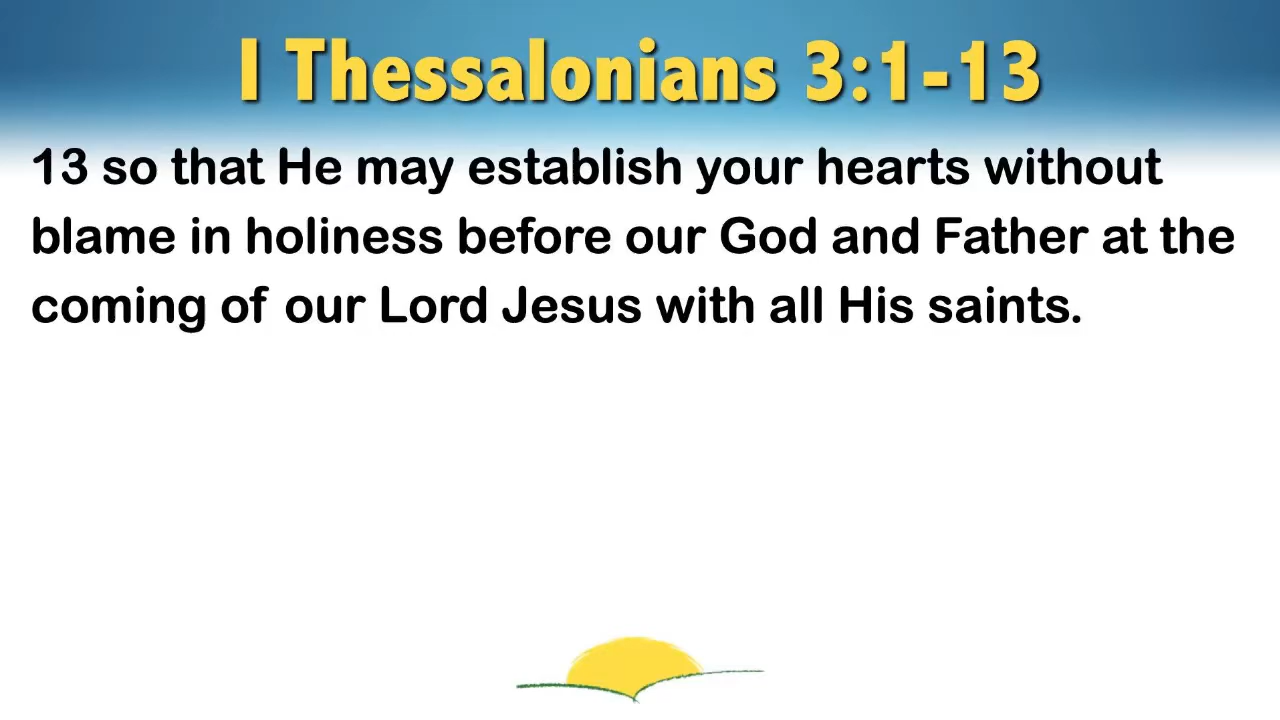 I Thessalonians 3:1-13
13 so that He may establish your hearts without
blame in holiness before our God and Father at the
coming of our Lord Jesus with all His saints.